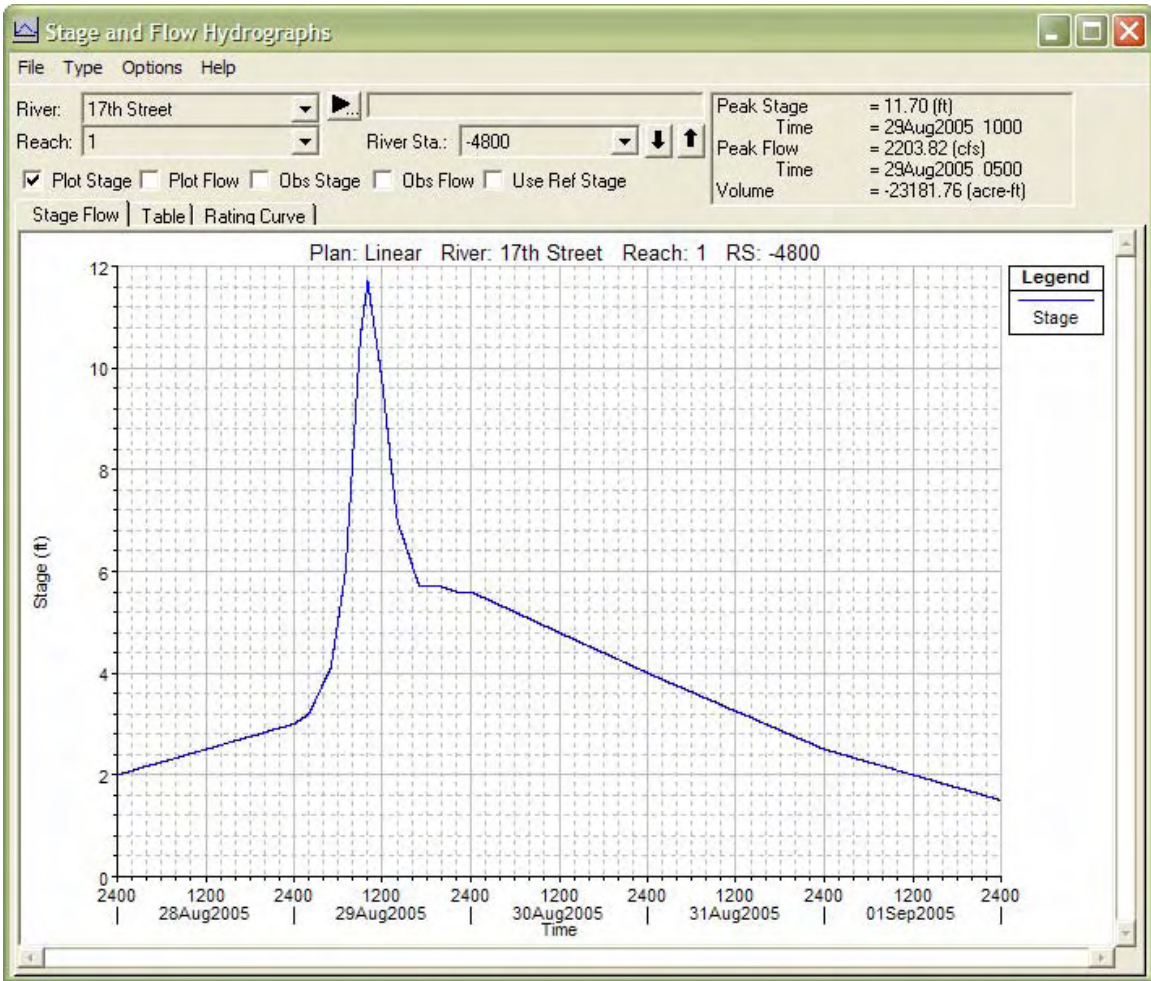 Stage and Flow Hydrographs
File Type Options Help
River: 17th Street
Reach: 1 River Sta.: -4800
Plot Stage Plot Flow Obs Stage Obs Flow Use Ref Stage
Peak Stage = 11.70 (ft)
Time = 29Aug2005 1000
Peak Flow = 2203.82 (cfs)
Time = 29Aug2005 0500
Volume = -23181.76 (acre-ft)
Stage Flow Table Rating Curve
Plan: Linear River: 17th Street Reach: 1 RS: -4800
Legend
Stage
12
10
8
6
4
2
0
Stage (ft)
2400 1200 2400 1200 2400 1200 2400 1200 2400 1200 2400
28Aug2005 29Aug2005 30Aug2005 31Aug2005 01Sep2005
Time